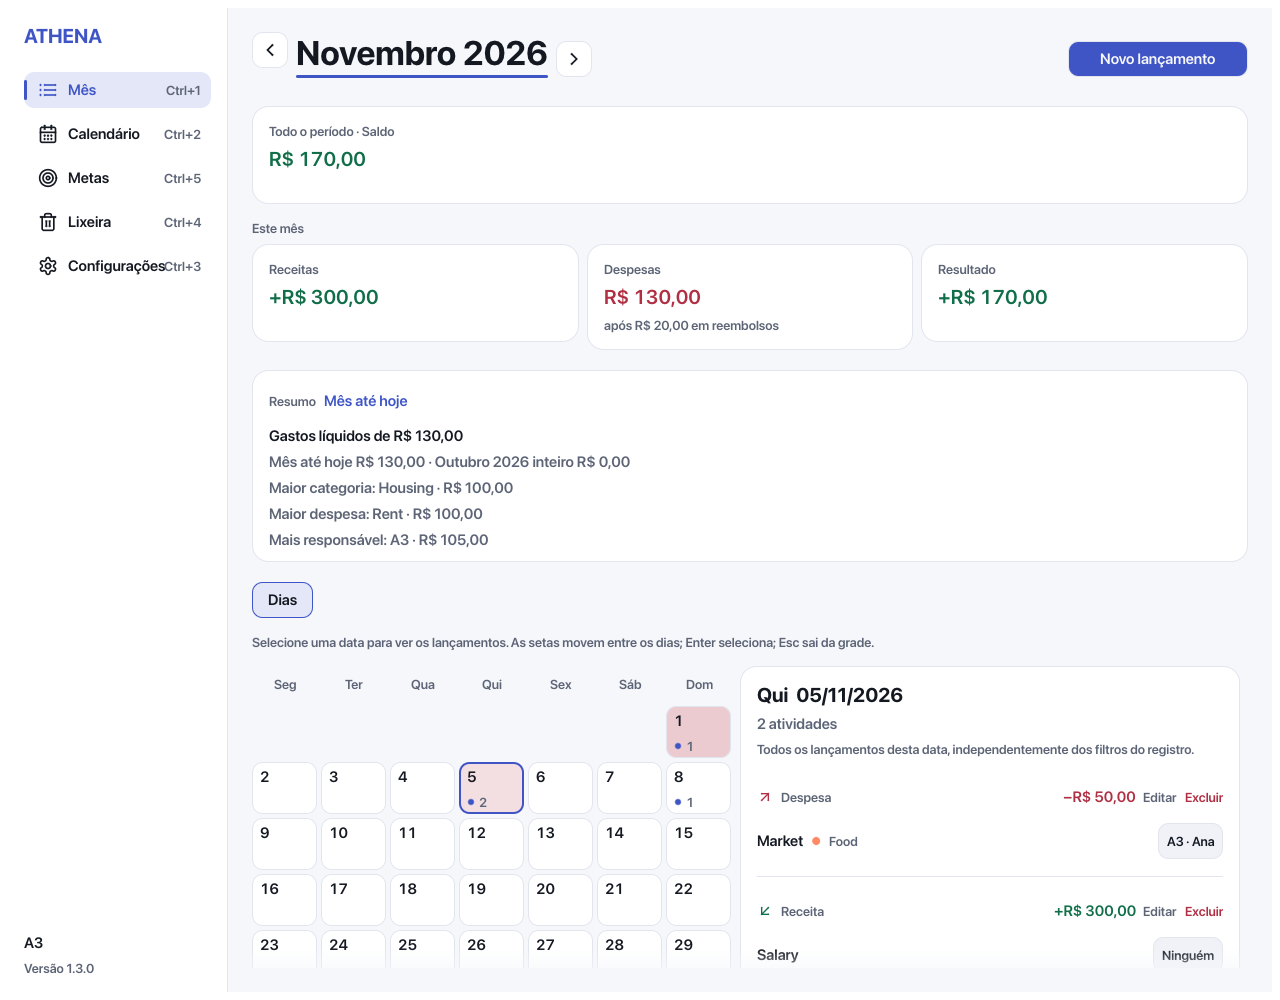 ATHENA
Mês Ctrl+1
Calendário Ctrl+2
Metas Ctrl+5
Lixeira Ctrl+4
Configurações Ctrl+3
A3
Versão 1.3.0
Novembro 2026
Novo lançamento
Todo o período · Saldo
R$ 170,00
Este mês
Receitas
+R$ 300,00
Despesas
R$ 130,00
após R$ 20,00 em reembolsos
Resultado
+R$ 170,00
Resumo Mês até hoje
Gastos líquidos de R$ 130,00
Mês até hoje R$ 130,00 · Outubro 2026 inteiro R$ 0,00
Maior categoria: Housing · R$ 100,00
Maior despesa: Rent · R$ 100,00
Mais responsável: A3 · R$ 105,00
Dias
Selecione uma data para ver os lançamentos. As setas movem entre os dias; Enter seleciona; Esc sai da grade.
Seg Ter Qua Qui Sex Sáb Dom
1
1
2 3 4 5 6 7 8
2 1
9 10 11 12 13 14 15
16 17 18 19 20 21 22
23 24 25 26 27 28 29
Qui 05/11/2026
2 atividades
Todos os lançamentos desta data, independentemente dos filtros do registro.
Despesa −R$ 50,00 Editar Excluir
Market Food A3 · Ana
Receita +R$ 300,00 Editar Excluir
Salary Ninguém